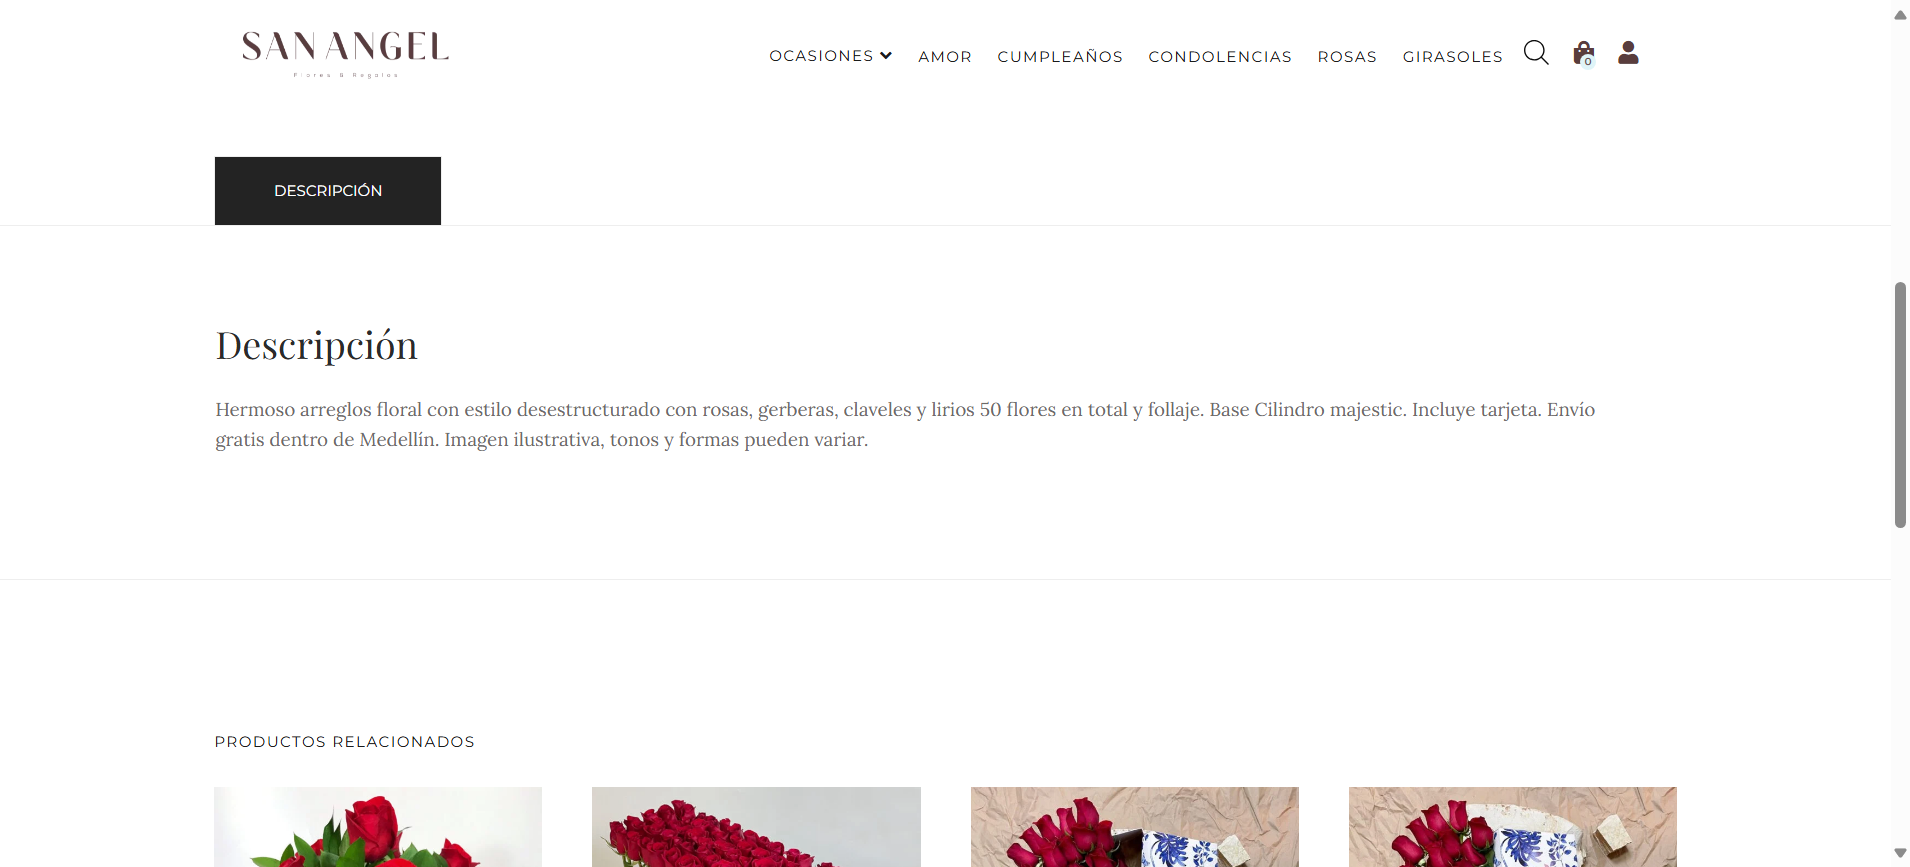 SAN ANGEL
Flores & Regalos
OCASIONES
AMOR
CUMPLEAÑOS
CONDOLENCIAS
ROSAS
GIRASOLES
0
DESCRIPCIÓN
Descripción
Hermoso arreglos floral con estilo desestructurado con rosas, gerberas, claveles y lirios 50 flores en total y follaje. Base Cilindro majestic. Incluye tarjeta. Envío
gratis dentro de Medellín. Imagen ilustrativa, tonos y formas pueden variar.
PRODUCTOS RELACIONADOS